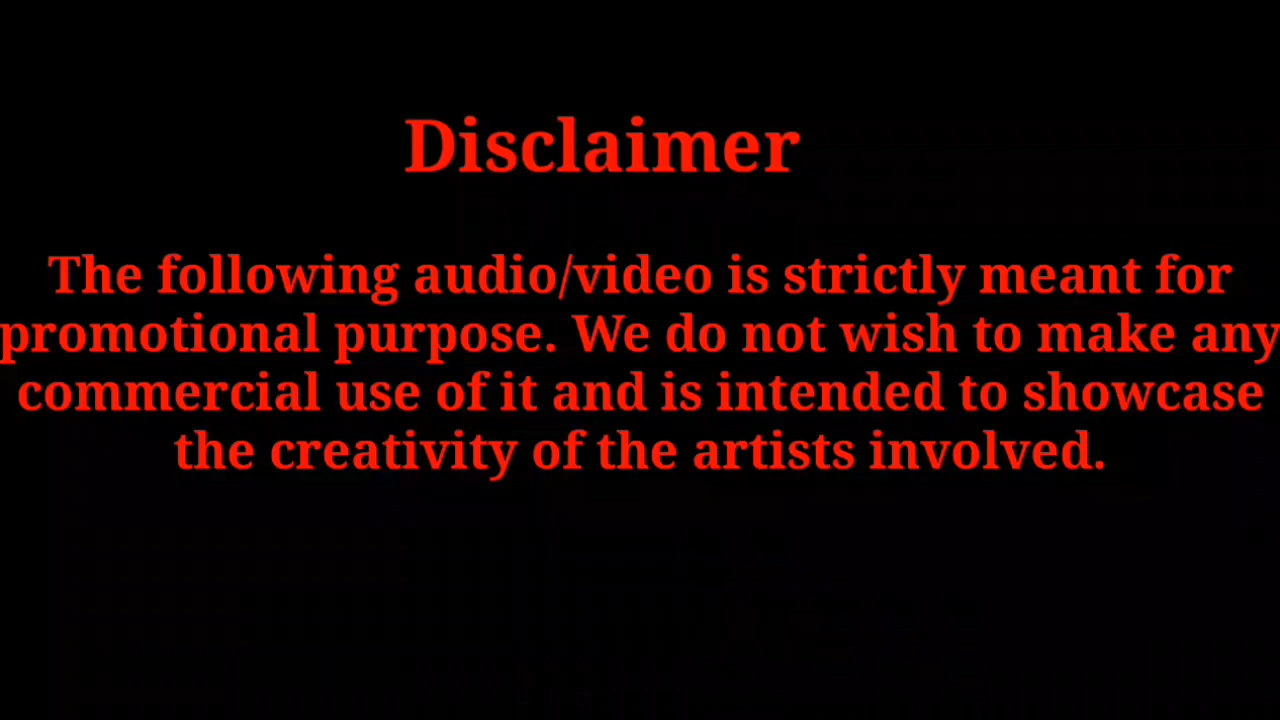 Disclaimer
The following audio/video is strictly meant for
promotional purpose. We do not wish to make any
commercial use of it and is intended to showcase
the creativity of the artists involved.